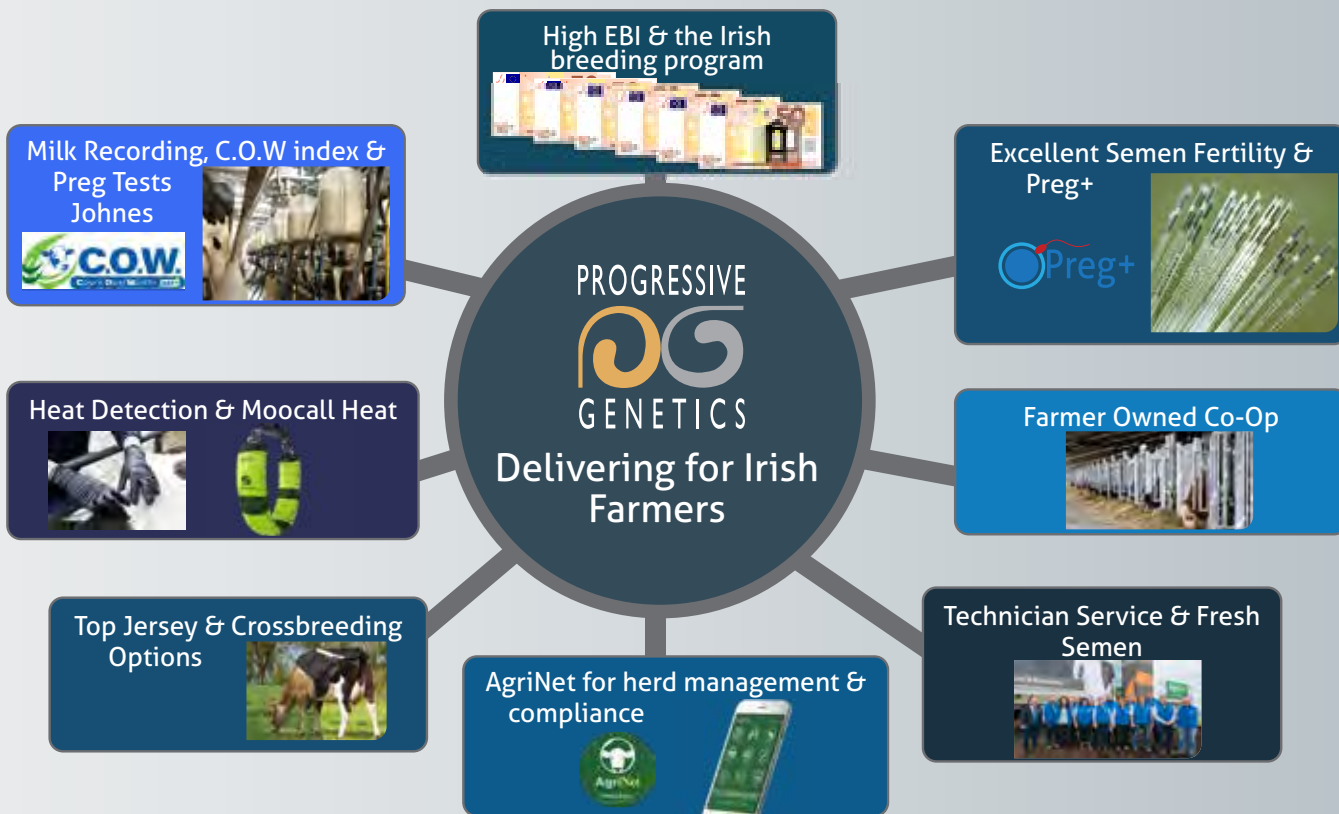 High EBI & the Irish
breeding program
Milk Recording, C.O.W index &
Preg Tests
Johnes
C.O.W.
Excellent Semen Fertility &
Preg+
Preg+
PROGRESSIVE
GENETICS
Delivering for Irish
Farmers
Heat Detection & Moocall Heat
Farmer Owned Co-Op
Top Jersey & Crossbreeding
Options
AgriNet for herd management &
compliance
AgriNet
Technician Service & Fresh
Semen